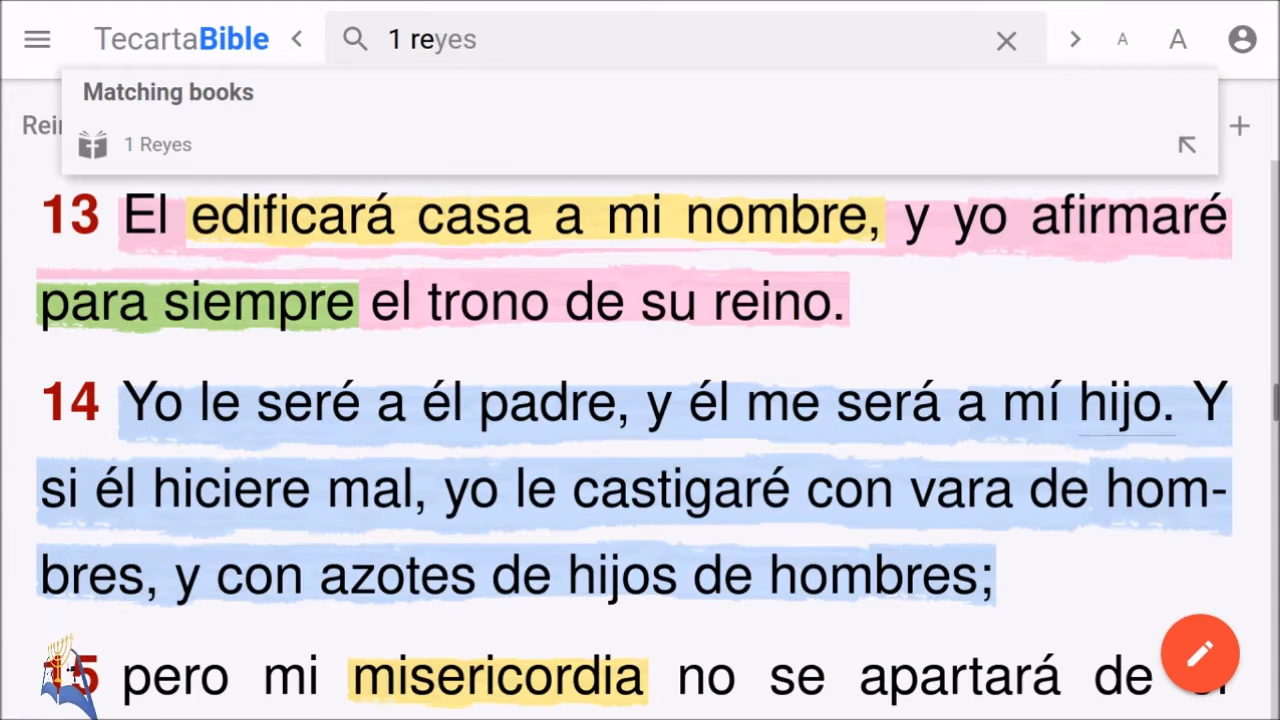 TecartaBible
1 reyes
A A
Matching books
Rei
1 Reyes
13 El edificará casa a mi nombre, y yo afirmaré
para siempre el trono de su reino.
14 Yo le seré a él padre, y él me será a mí hijo. Y
si él hiciere mal, yo le castigaré con vara de hom-
bres, y con azotes de hijos de hombres;
5 pero mi misericordia no se apartará de